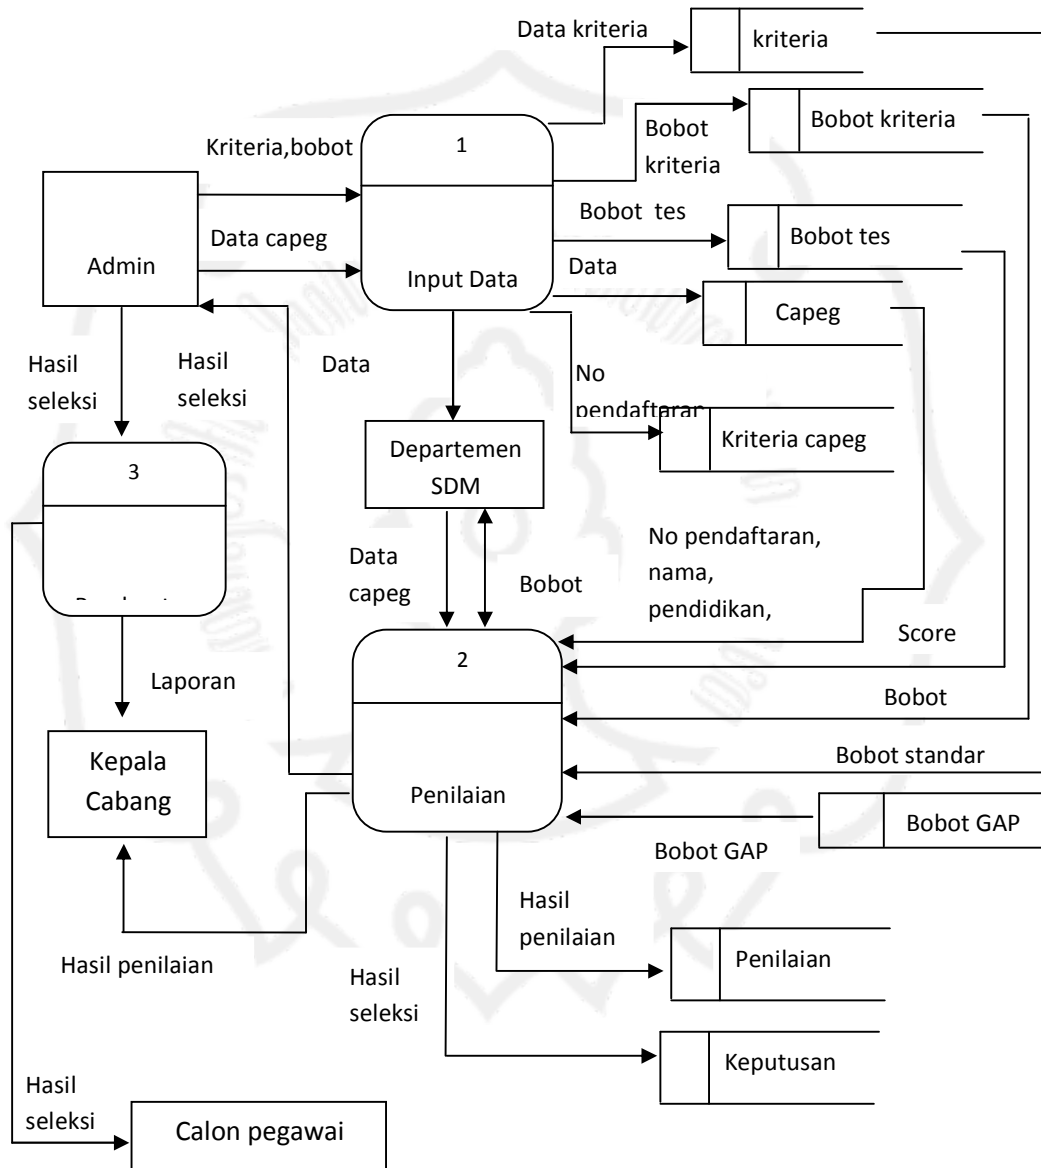 Data kriteria
kriteria
Bobot kriteria
Bobot
kriteria
1
Kriteria,bobot
Bobot tes
Bobot tes
Data capeg
Admin
Input Data
Data
Capeg
Hasil
seleksi
Hasil
seleksi
Data
No
pendaftaran
Kriteria capeg
Departemen
SDM
3
Data
capeg
Bobot
No pendaftaran,
nama,
pendidikan,
Score
2
Laporan
Bobot
Kepala
Cabang
Bobot standar
Penilaian
Bobot GAP
Bobot GAP
Hasil
penilaian
Hasil penilaian
Penilaian
Hasil
seleksi
Keputusan
Hasil
seleksi
Calon pegawai